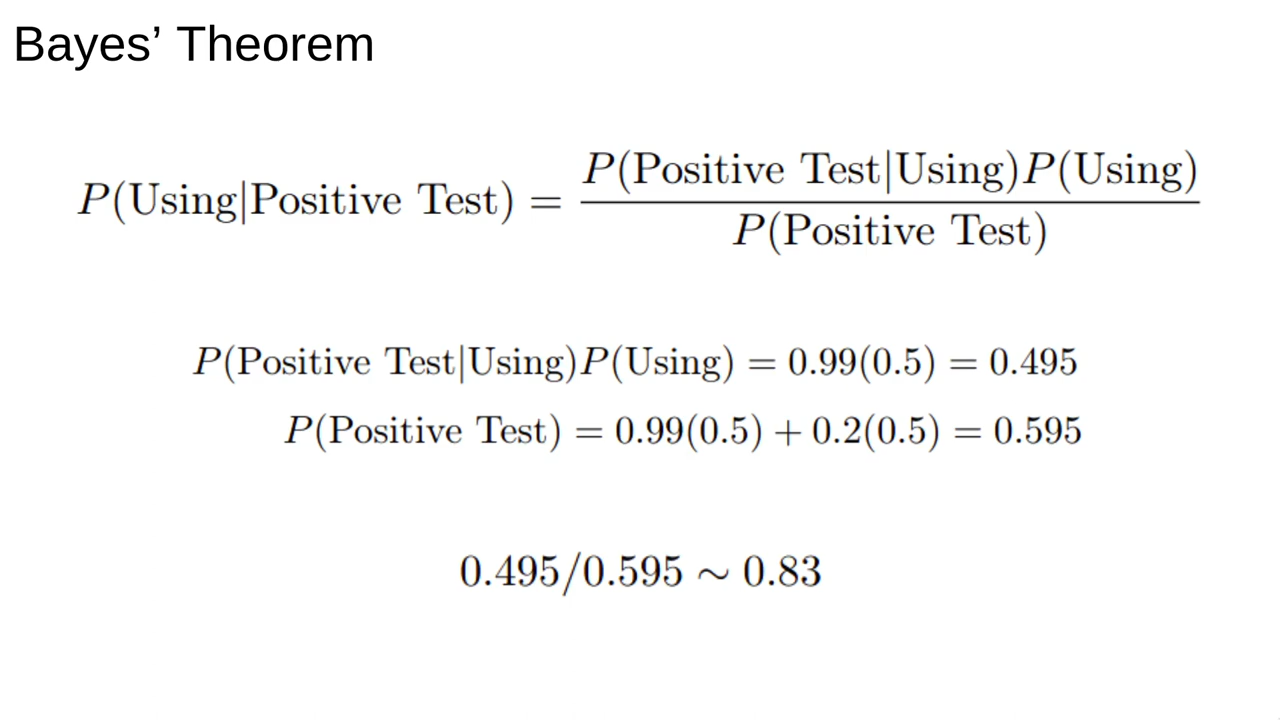 Bayes’ Theorem
P(Using|Positive Test) = P(Positive Test|Using)P(Using) / P(Positive Test)
P(Positive Test|Using)P(Using) = 0.99(0.5) = 0.495
P(Positive Test) = 0.99(0.5) + 0.2(0.5) = 0.595
0.495/0.595 ∼ 0.83